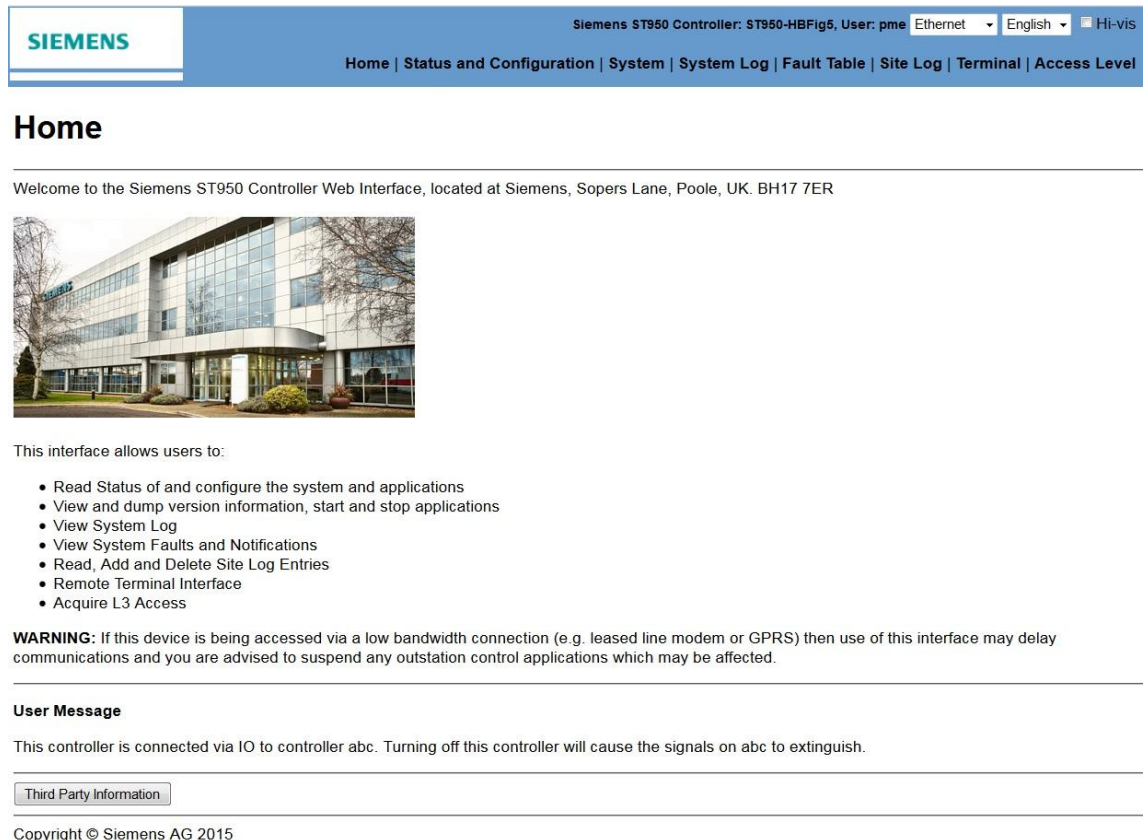 SIEMENS
Siemens ST950 Controller: ST950-HBFig5, User: pme Ethernet English Hi-vis
Home | Status and Configuration | System | System Log | Fault Table | Site Log | Terminal | Access Level
Home
Welcome to the Siemens ST950 Controller Web Interface, located at Siemens, Sopers Lane, Poole, UK. BH17 7ER
SIEMENS
This interface allows users to:
• Read Status of and configure the system and applications
• View and dump version information, start and stop applications
• View System Log
• View System Faults and Notifications
• Read, Add and Delete Site Log Entries
• Remote Terminal Interface
• Acquire L3 Access
WARNING: If this device is being accessed via a low bandwidth connection (e.g. leased line modem or GPRS) then use of this interface may delay
communications and you are advised to suspend any outstation control applications which may be affected.
User Message
This controller is connected via IO to controller abc. Turning off this controller will cause the signals on abc to extinguish.
Third Party Information
Copyright © Siemens AG 2015